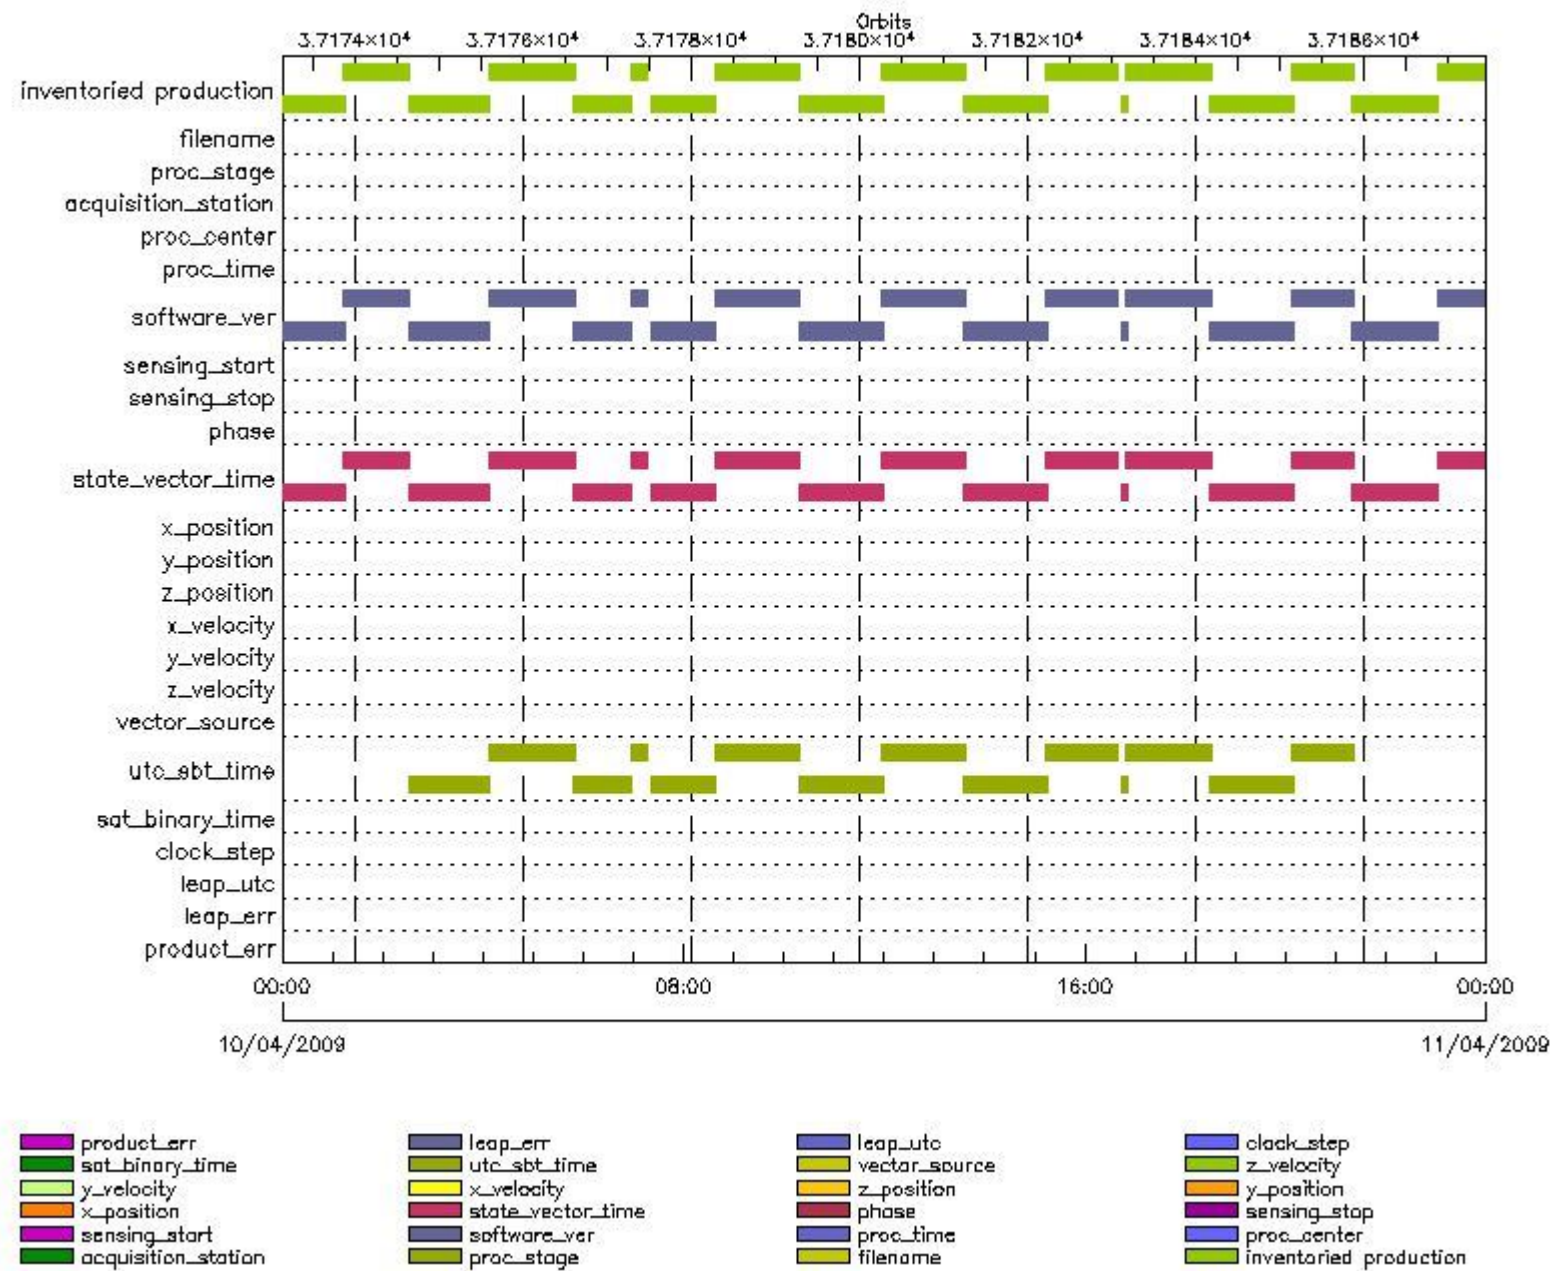 Orbits
3.7174×10⁴ 3.7176×10⁴ 3.7178×10⁴ 3.7180×10⁴ 3.7182×10⁴ 3.7184×10⁴ 3.7186×10⁴
inventoried production
filename
proc_stage
acquisition_station
proc_center
proc_time
software_ver
sensing_start
sensing_stop
phase
state_vector_time
x_position
y_position
z_position
x_velocity
y_velocity
z_velocity
vector_source
utc_sbt_time
sat_binary_time
clock_step
leap_utc
leap_err
product_err
00:00 08:00 16:00 00:00
10/04/2009 11/04/2009
product_err leap_err leap_utc clock_step
sat_binary_time utc_sbt_time vector_source z_velocity
y_velocity x_velocity z_position y_position
x_position state_vector_time phase sensing_stop
sensing_start software_ver proc_time proc_center
acquisition_station proc_stage filename inventoried production